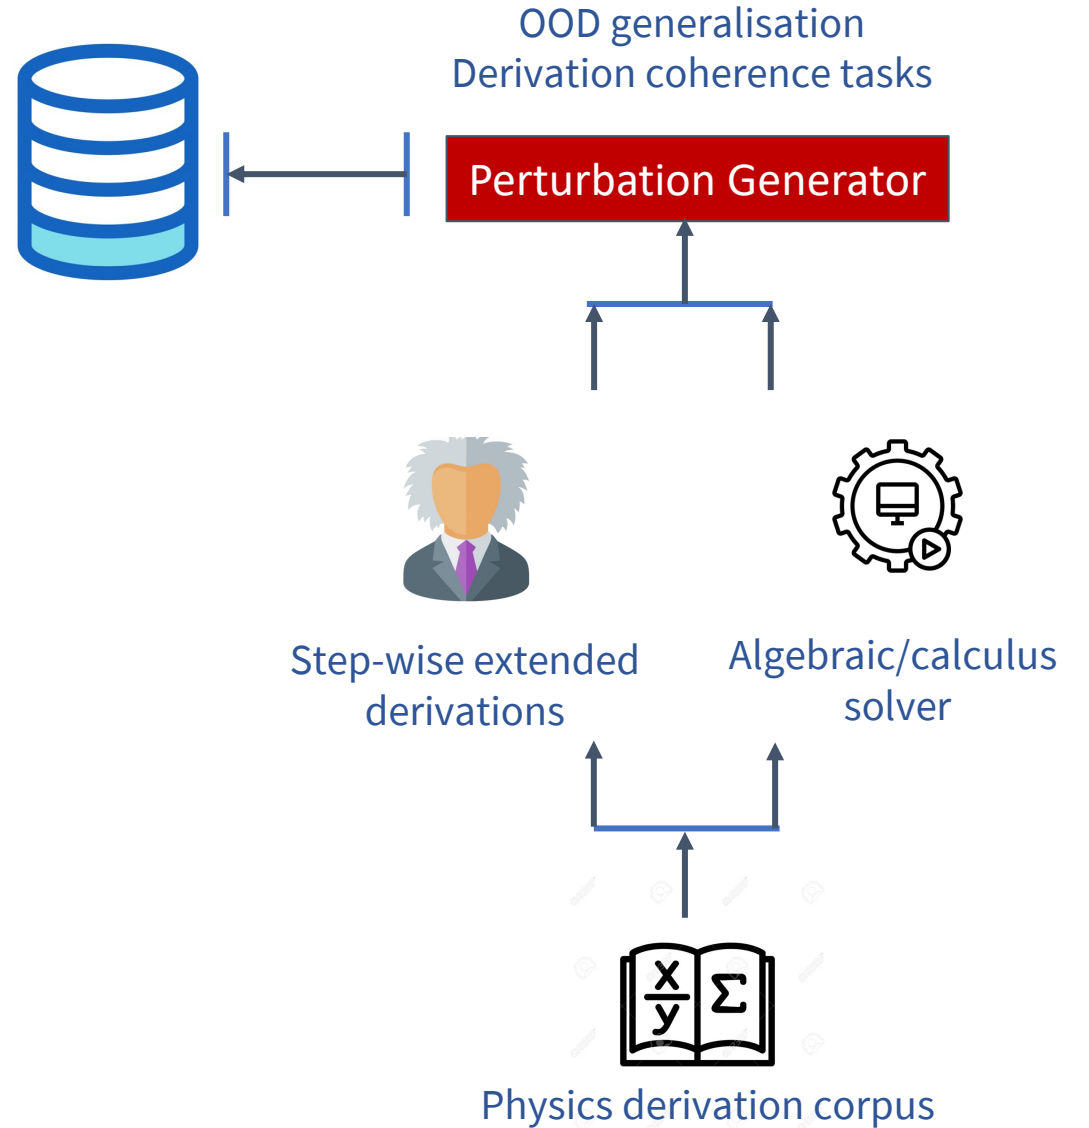 OOD generalisation
Derivation coherence tasks
Perturbation Generator
Step-wise extended
derivations
Algebraic/calculus
solver
x
y
Σ
Physics derivation corpus